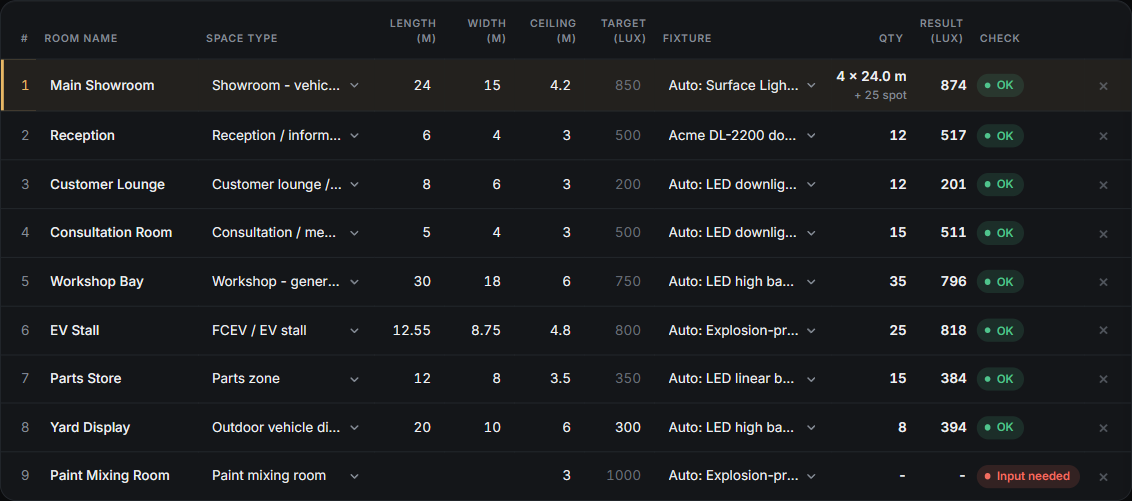 # ROOM NAME SPACE TYPE LENGTH (M) WIDTH (M) CEILING (M) TARGET (LUX) FIXTURE QTY RESULT (LUX) CHECK
1 Main Showroom Showroom - vehic... 24 15 4.2 850 Auto: Surface Ligh... 4 × 24.0 m + 25 spot 874 OK ×
2 Reception Reception / inform... 6 4 3 500 Acme DL-2200 do... 12 517 OK ×
3 Customer Lounge Customer lounge /... 8 6 3 200 Auto: LED downlig... 12 201 OK ×
4 Consultation Room Consultation / me... 5 4 3 500 Auto: LED downlig... 15 511 OK ×
5 Workshop Bay Workshop - gener... 30 18 6 750 Auto: LED high ba... 35 796 OK ×
6 EV Stall FCEV / EV stall 12.55 8.75 4.8 800 Auto: Explosion-pr... 25 818 OK ×
7 Parts Store Parts zone 12 8 3.5 350 Auto: LED linear b... 15 384 OK ×
8 Yard Display Outdoor vehicle di... 20 10 6 300 Auto: LED high ba... 8 394 OK ×
9 Paint Mixing Room Paint mixing room 3 1000 Auto: Explosion-pr... - - Input needed ×